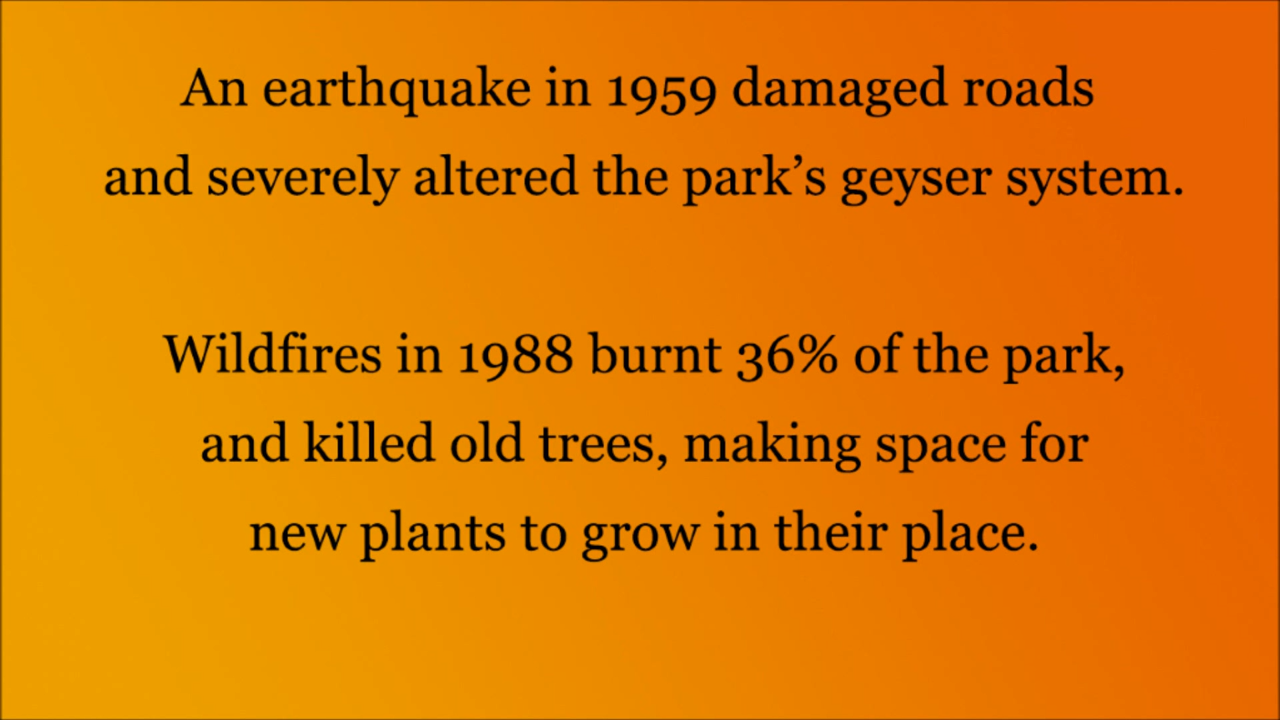 An earthquake in 1959 damaged roads
and severely altered the park’s geyser system.
Wildfires in 1988 burnt 36% of the park,
and killed old trees, making space for
new plants to grow in their place.